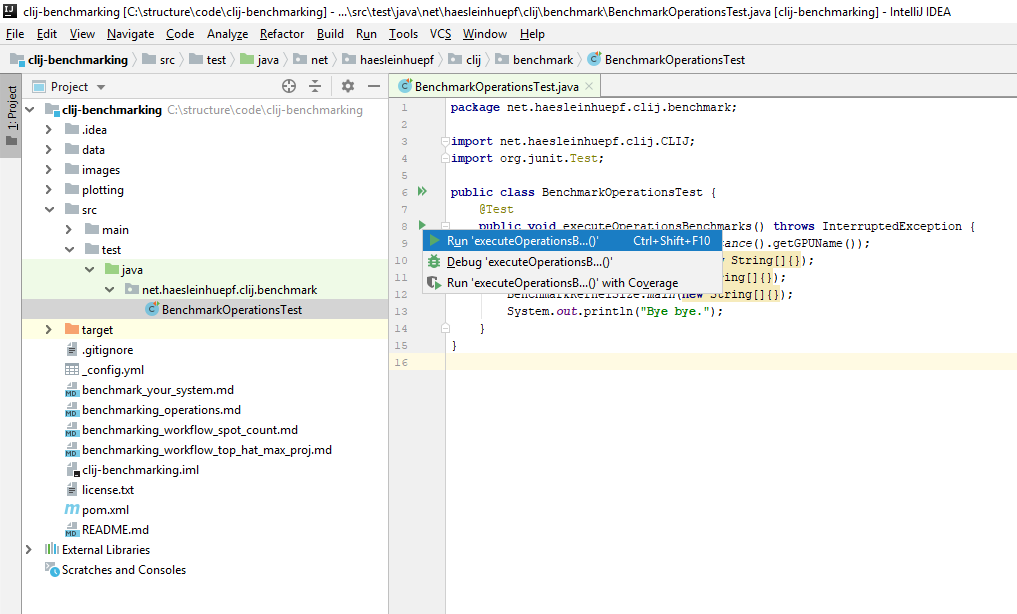 clij-benchmarking [C:\structure\code\clij-benchmarking] - ...\src\test\java\net\haesleinhuepf\clij\benchmark\BenchmarkOperationsTest.java [clij-benchmarking] - IntelliJ IDEA
File Edit View Navigate Code Analyze Refactor Build Run Tools VCS Window Help
clij-benchmarking src test java net haesleinhuepf clij benchmark BenchmarkOperationsTest
1: Project
Project
clij-benchmarking C:\structure\code\clij-benchmarking
.idea
data
images
plotting
src
main
test
java
net.haesleinhuepf.clij.benchmark
BenchmarkOperationsTest
target
.gitignore
_config.yml
benchmark_your_system.md
benchmarking_operations.md
benchmarking_workflow_spot_count.md
benchmarking_workflow_top_hat_max_proj.md
clij-benchmarking.iml
license.txt
pom.xml
README.md
External Libraries
Scratches and Consoles
BenchmarkOperationsTest.java
1 package net.haesleinhuepf.clij.benchmark;
2
3 import net.haesleinhuepf.clij.CLIJ;
4 import org.junit.Test;
5
6 public class BenchmarkOperationsTest {
7 @Test
8 public void executeOperationsBenchmarks() throws InterruptedException {
9 ance().getGPUName());
10 String[]{});
11 ring[]{});
12 BenchmarkKernelSize.main(new String[]{});
13 System.out.println("Bye bye.");
14 }
15 }
16
Run 'executeOperationsB...()' Ctrl+Shift+F10
Debug 'executeOperationsB...()'
Run 'executeOperationsB...()' with Coverage